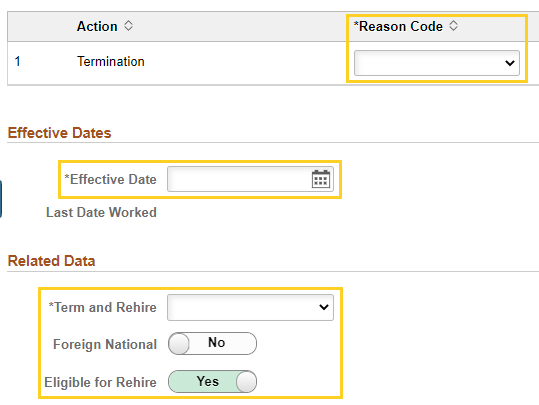 Action *Reason Code
1 Termination
Effective Dates
*Effective Date
Last Date Worked
Related Data
*Term and Rehire
Foreign National No
Eligible for Rehire Yes